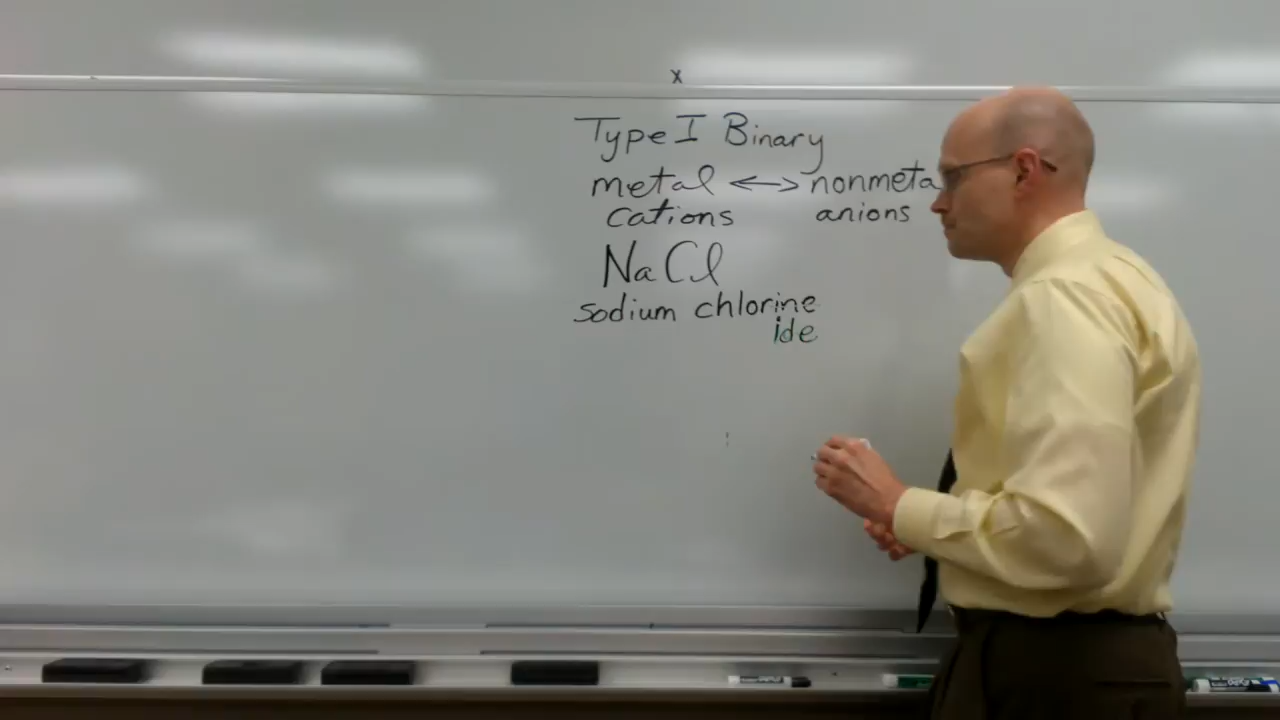 x
Type I Binary
metal ↔ nonmeta
cations anions
NaCl
sodium chlorine
ide